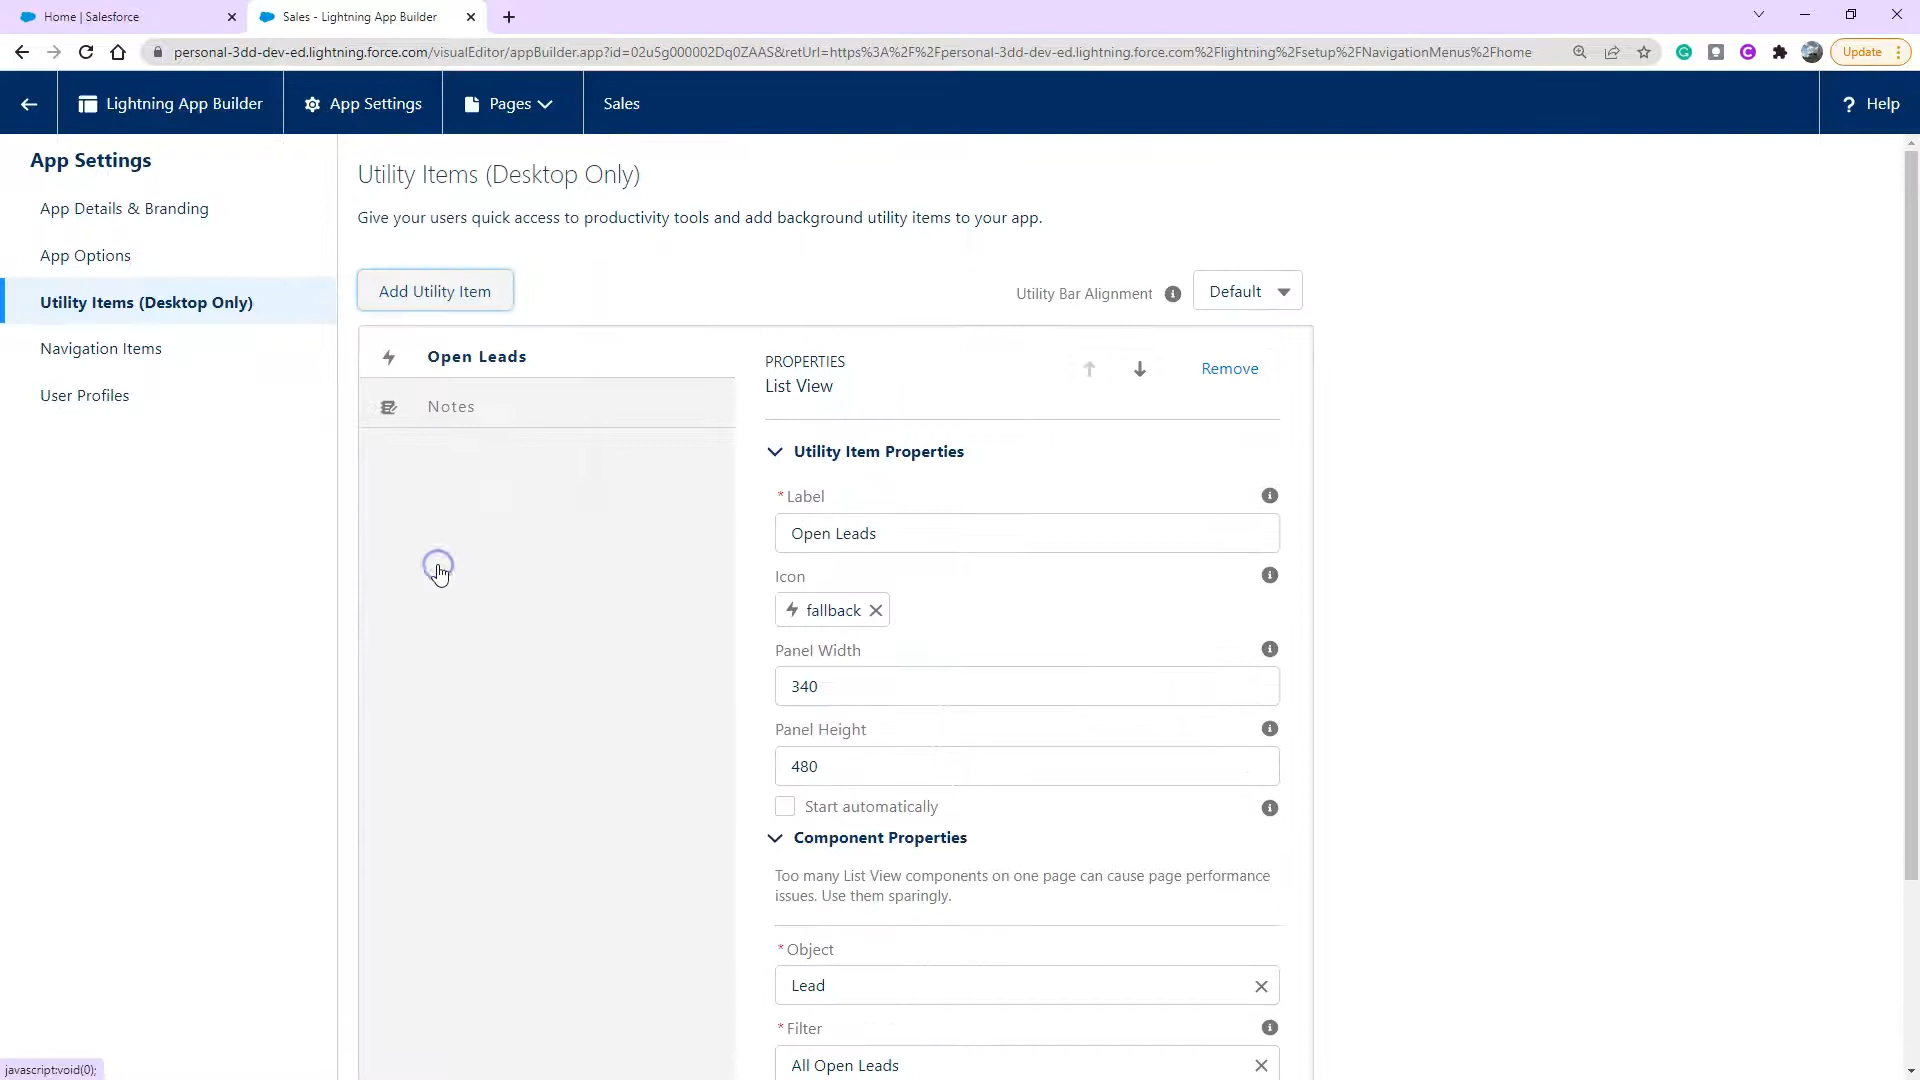 Home | Salesforce
Sales - Lightning App Builder
personal-3dd-dev-ed.lightning.force.com/visualEditor/appBuilder.app?id=02u5g000002Dq0ZAAS&retUrl=https%3A%2F%2Fpersonal-3dd-dev-ed.lightning.force.com%2Flightning%2Fsetup%2FNavigationMenus%2Fhome
Update
Lightning App Builder
App Settings
Pages
Sales
? Help
App Settings
App Details & Branding
App Options
Utility Items (Desktop Only)
Navigation Items
User Profiles
Utility Items (Desktop Only)
Give your users quick access to productivity tools and add background utility items to your app.
Add Utility Item
Utility Bar Alignment
Default
Open Leads
Notes
PROPERTIES
List View
Remove
Utility Item Properties
*Label
Open Leads
Icon
fallback
Panel Width
340
Panel Height
480
Start automatically
Component Properties
Too many List View components on one page can cause page performance
issues. Use them sparingly.
*Object
Lead
*Filter
All Open Leads
javascript:void(0);